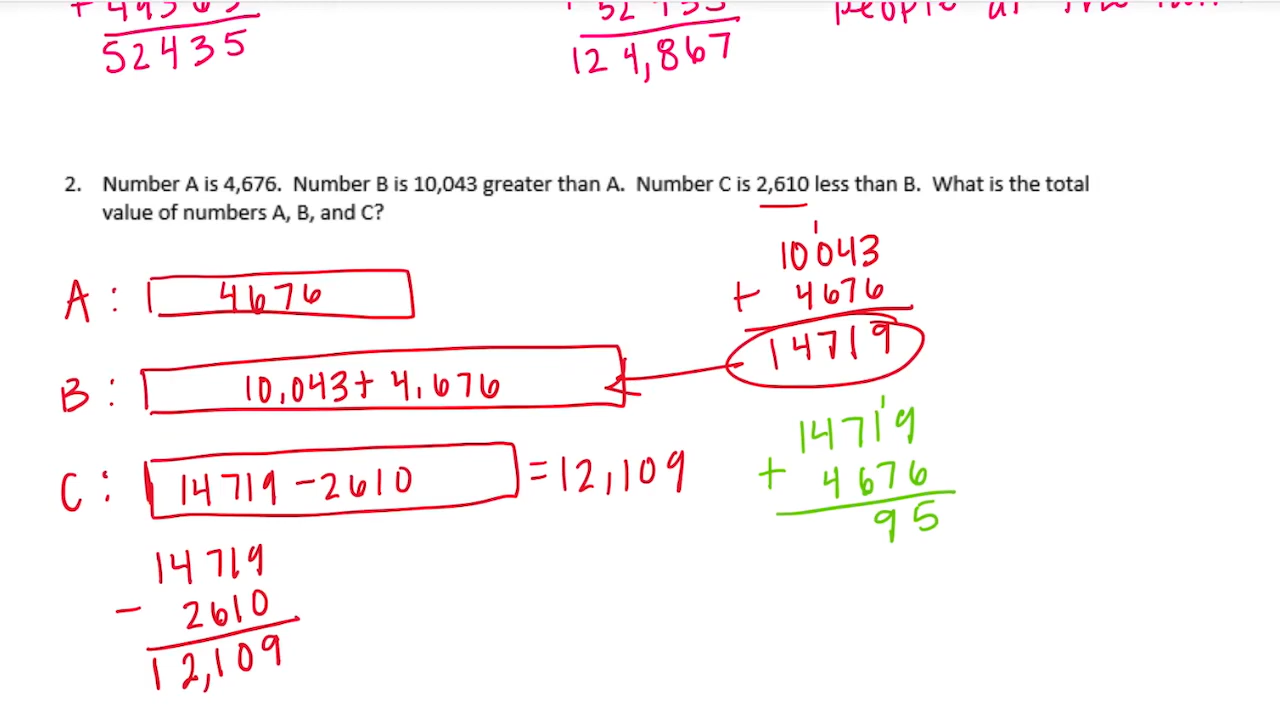 52435
124,867
2. Number A is 4,676. Number B is 10,043 greater than A. Number C is 2,610 less than B. What is the total
value of numbers A, B, and C?
1
10043
+ 4676
14719
A: 4676
B: 10,043 + 4,676
C: 14719 - 2610 = 12,109
1
14719
+ 4676
95
14719
- 2610
12,109